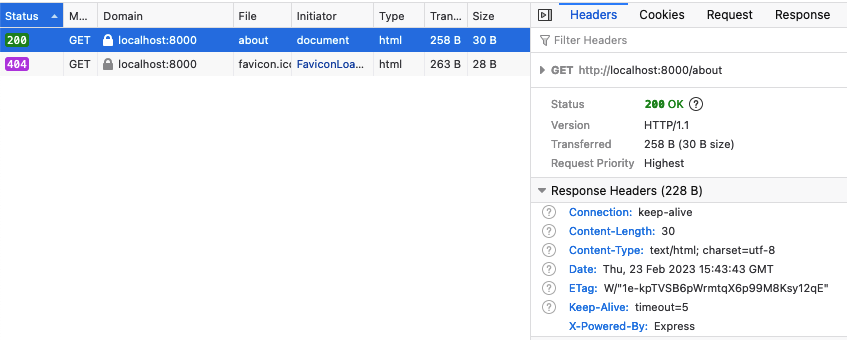 Status M... Domain File Initiator Type Tran... Size
200 GET localhost:8000 about document html 258 B 30 B
404 GET localhost:8000 favicon.ico FaviconLoa... html 263 B 28 B
Headers Cookies Request Response
Filter Headers
GET http://localhost:8000/about
Status 200 OK ?
Version HTTP/1.1
Transferred 258 B (30 B size)
Request Priority Highest
Response Headers (228 B)
? Connection: keep-alive
? Content-Length: 30
? Content-Type: text/html; charset=utf-8
? Date: Thu, 23 Feb 2023 15:43:43 GMT
? ETag: W/"1e-kpTVSB6pWrmtqX6p99M8Ksy12qE"
? Keep-Alive: timeout=5
X-Powered-By: Express